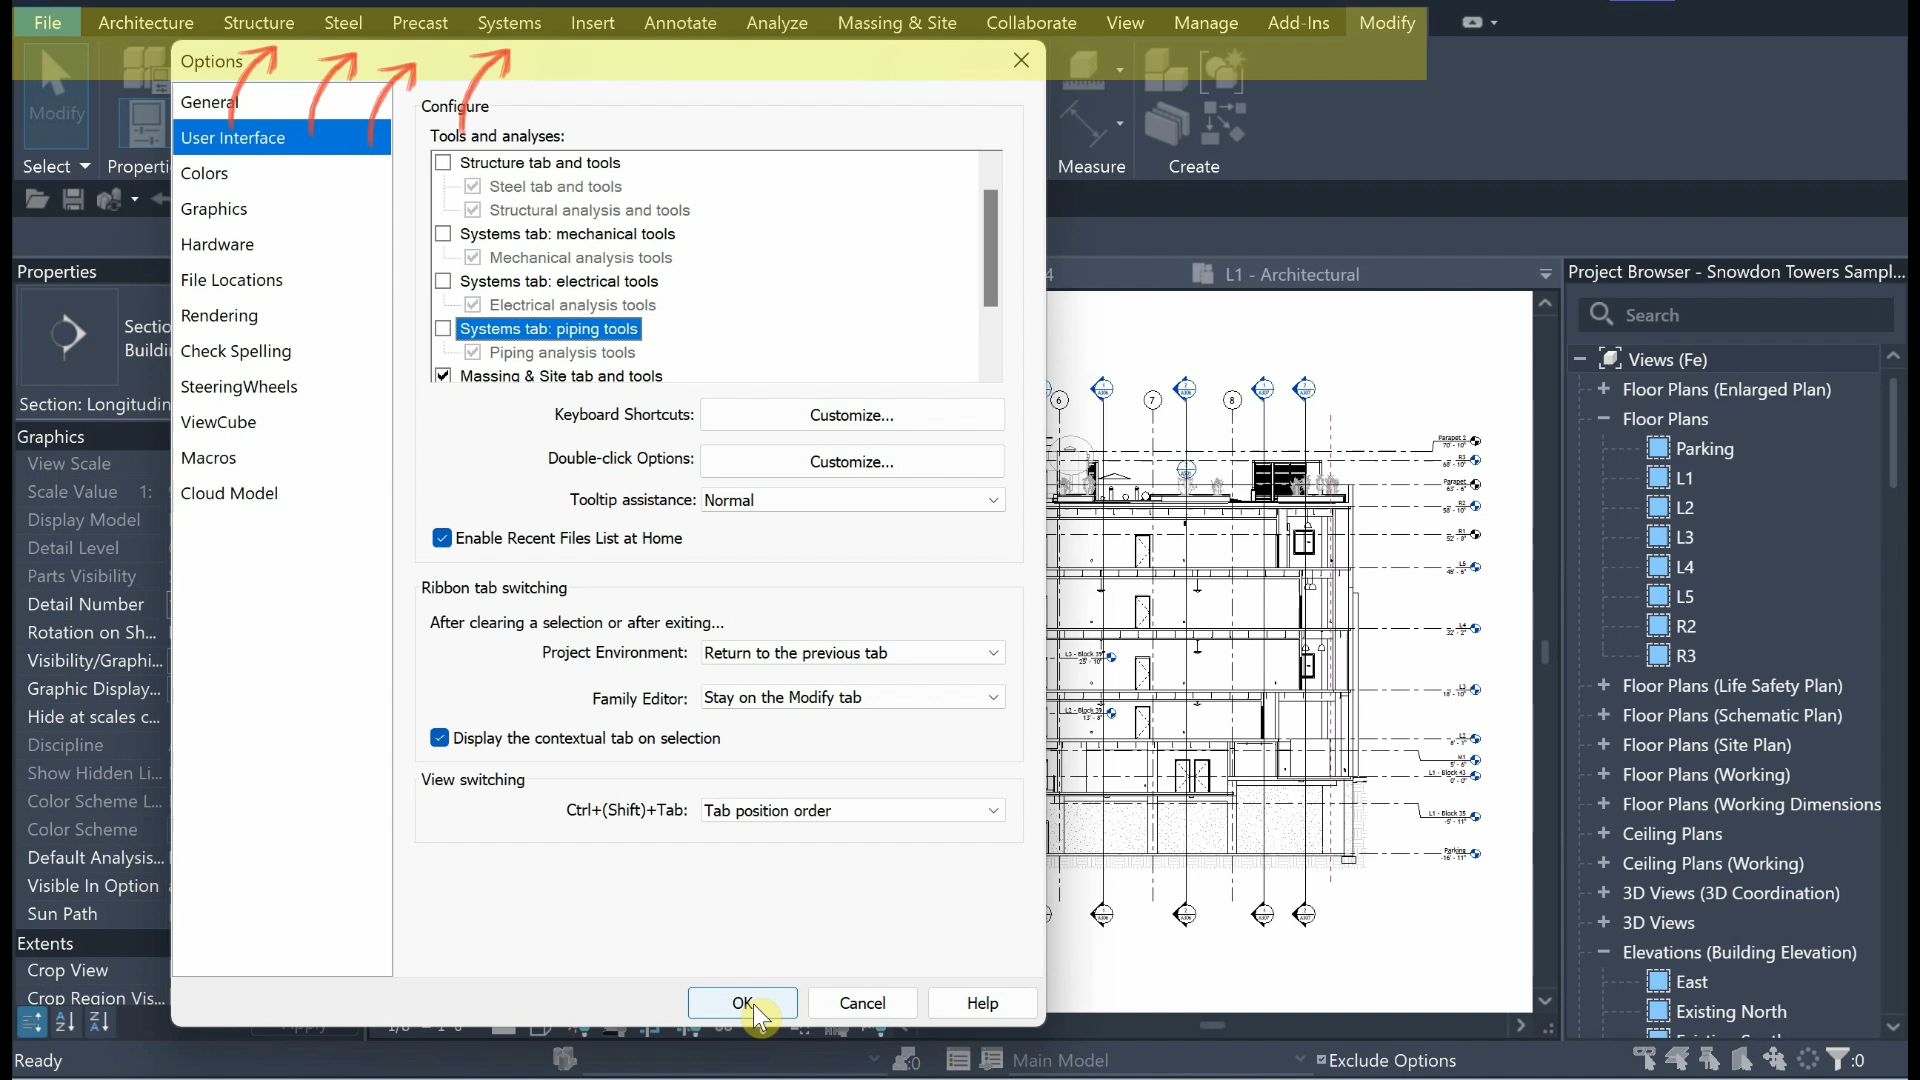 File Architecture Structure Steel Precast Systems Insert Annotate Analyze Massing & Site Collaborate View Manage Add-Ins Modify
Modify
Select
Measure
Create
Options
General
User Interface
Colors
Graphics
Hardware
File Locations
Rendering
Check Spelling
SteeringWheels
ViewCube
Macros
Cloud Model
Configure
Tools and analyses:
Structure tab and tools
Steel tab and tools
Structural analysis and tools
Systems tab: mechanical tools
Mechanical analysis tools
Systems tab: electrical tools
Electrical analysis tools
Systems tab: piping tools
Piping analysis tools
Massing & Site tab and tools
Keyboard Shortcuts: Customize...
Double-click Options: Customize...
Tooltip assistance: Normal
Enable Recent Files List at Home
Ribbon tab switching
After clearing a selection or after exiting...
Project Environment: Return to the previous tab
Family Editor: Stay on the Modify tab
Display the contextual tab on selection
View switching
Ctrl+(Shift)+Tab: Tab position order
OK Cancel Help
Properties
Section: Longitudin
Graphics
View Scale
Scale Value 1:
Display Model
Detail Level
Parts Visibility
Detail Number
Rotation on Sh...
Visibility/Graphi...
Graphic Display...
Hide at scales c...
Discipline
Show Hidden Li...
Color Scheme L...
Color Scheme
Default Analysis...
Visible In Option
Sun Path
Extents
Crop View
Crop Region Vis...
L1 - Architectural
6 7 8
Project Browser - Snowdon Towers Sampl...
Search
Views (Fe)
Floor Plans (Enlarged Plan)
Floor Plans
Parking
L1
L2
L3
L4
L5
R2
R3
Floor Plans (Life Safety Plan)
Floor Plans (Schematic Plan)
Floor Plans (Site Plan)
Floor Plans (Working)
Floor Plans (Working Dimensions
Ceiling Plans
Ceiling Plans (Working)
3D Views (3D Coordination)
3D Views
Elevations (Building Elevation)
East
Existing North
Ready
:0
Main Model
Exclude Options
:0